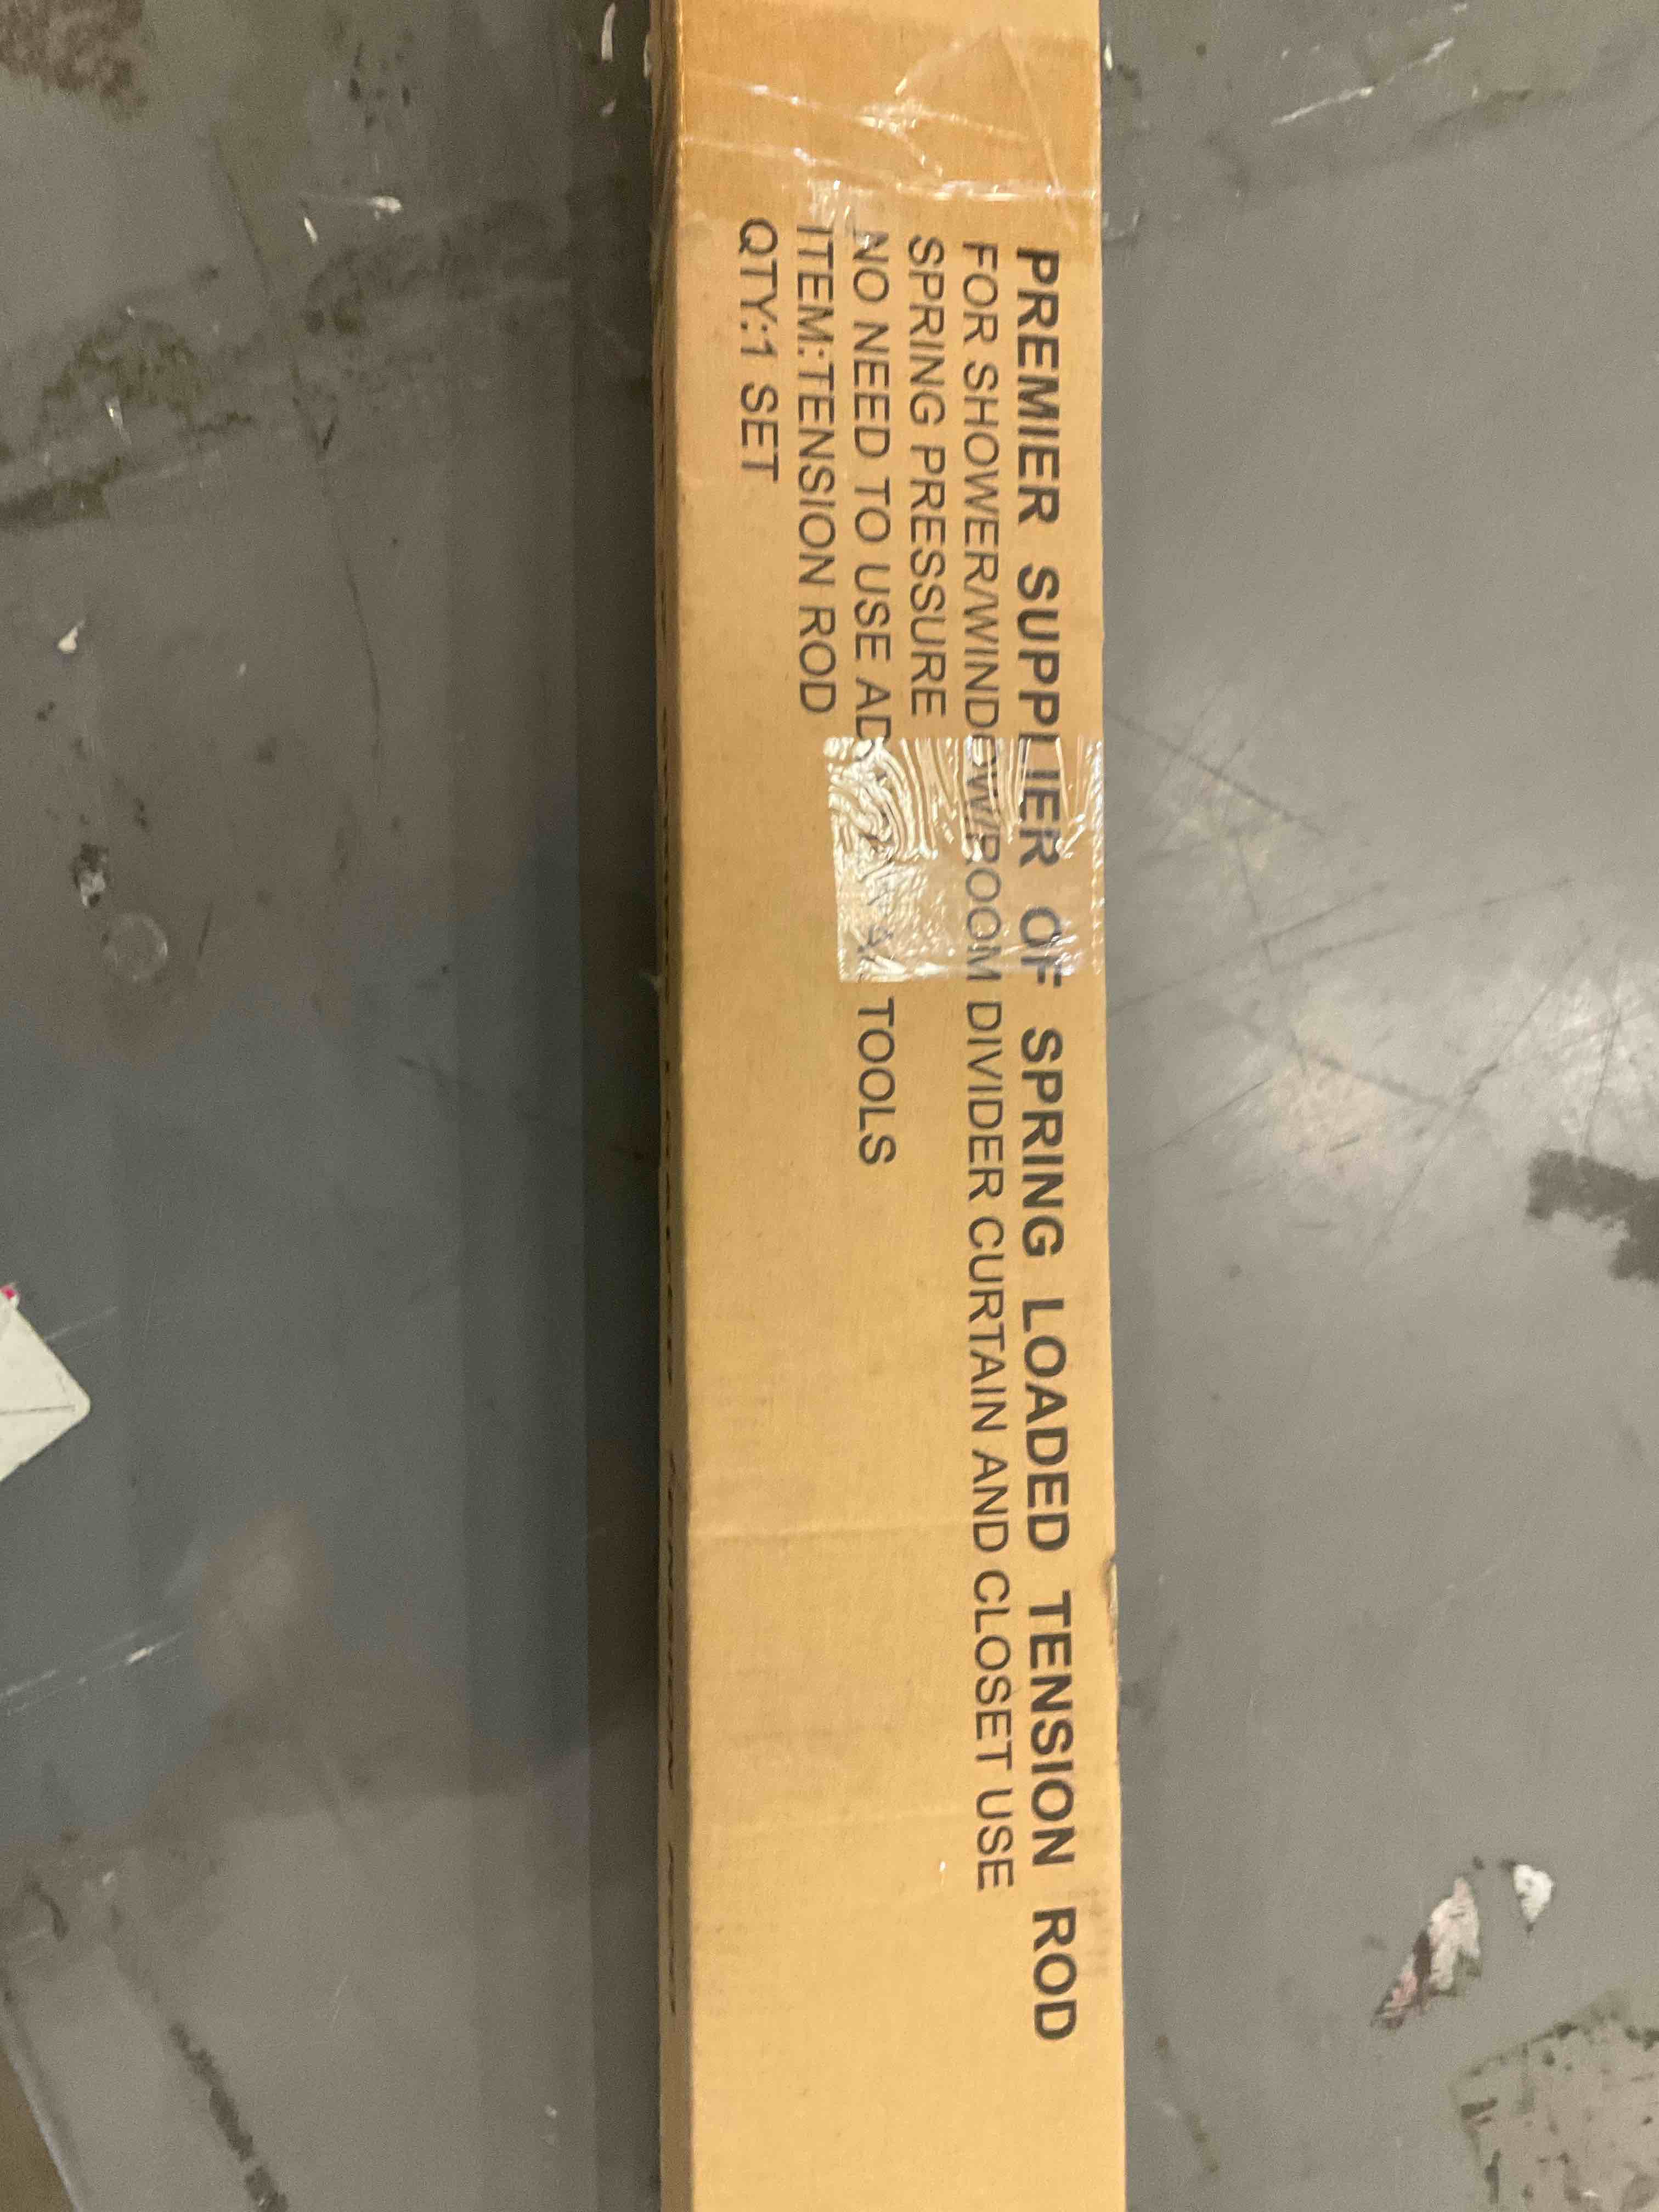 PREMIER SUPPLIER OF SPRING LOADED TENSION ROD
FOR SHOWER/WINDOW/ROOM DIVIDER CURTAIN AND CLOSET USE
SPRING PRESSURE
NO NEED TO USE TOOLS
ITEM:TENSION ROD
QTY:1 SET